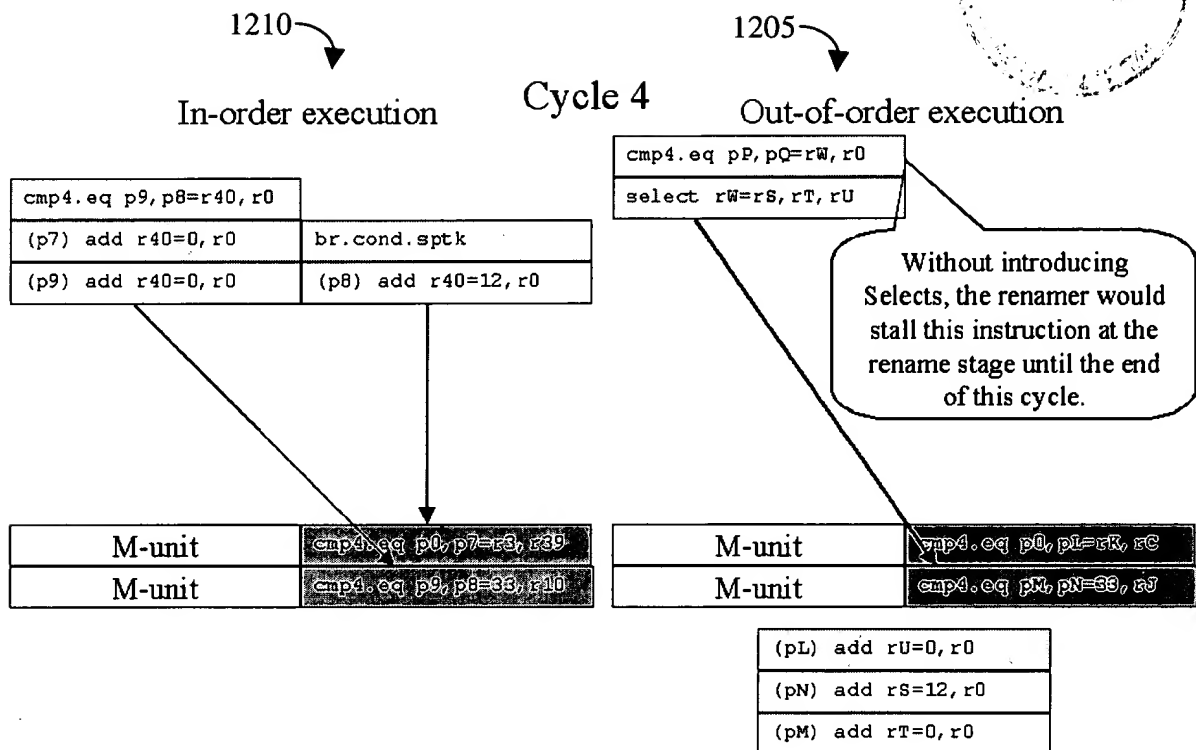 1210
1205
Cycle 4
In-order execution
Out-of-order execution
cmp4.eq p9,p8=r40,r0
(p7) add r40=0,r0
br.cond.sptk
(p9) add r40=0,r0
(p8) add r40=12,r0
cmp4.eq pP,pQ=rW,r0
select rW=rS,rT,rU
Without introducing
Selects, the renamer would
stall this instruction at the
rename stage until the end
of this cycle.
M-unit
cmp4.eq p0,p7=r3,r39
M-unit
cmp4.eq p9,p8=33,r10
M-unit
cmp4.eq p0,pL=rK,rC
M-unit
cmp4.eq pM,pN=33,rJ
(pL) add rU=0,r0
(pN) add rS=12,r0
(pM) add rT=0,r0